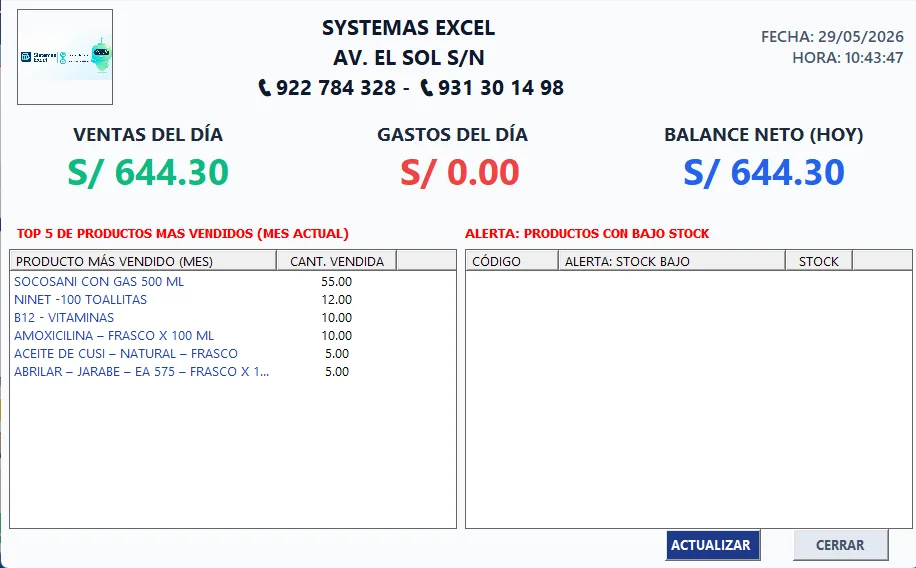 SYSTEMAS EXCEL
AV. EL SOL S/N
922 784 328 - 931 30 14 98
FECHA: 29/05/2026
HORA: 10:43:47
VENTAS DEL DÍA
S/ 644.30
GASTOS DEL DÍA
S/ 0.00
BALANCE NETO (HOY)
S/ 644.30
TOP 5 DE PRODUCTOS MAS VENDIDOS (MES ACTUAL)
PRODUCTO MÁS VENDIDO (MES) CANT. VENDIDA
SOCOSANI CON GAS 500 ML 55.00
NINET -100 TOALLITAS 12.00
B12 - VITAMINAS 10.00
AMOXICILINA – FRASCO X 100 ML 10.00
ACEITE DE CUSI – NATURAL – FRASCO 5.00
ABRILAR – JARABE – EA 575 – FRASCO X 1... 5.00
ALERTA: PRODUCTOS CON BAJO STOCK
CÓDIGO ALERTA: STOCK BAJO STOCK
ACTUALIZAR CERRAR